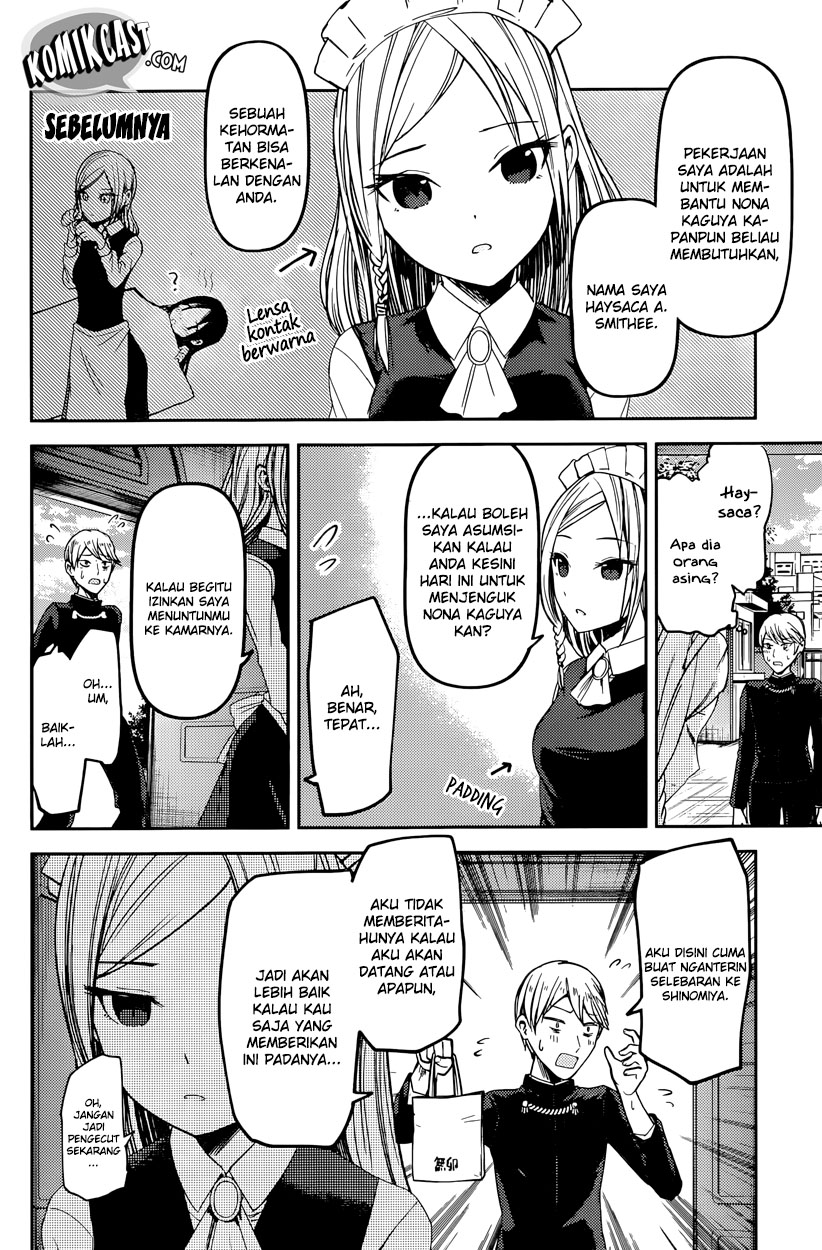 KOMIKCAST
.COM
PEKERJAAN
SAYA ADALAH
UNTUK MEM-
BANTU NONA
KAGUYA KA-
PANPUN BELIAU
MEMBUTUHKAN,
NAMA SAYA
HAYSACA A.
SMITHEE.
SEBUAH
KEHORMA-
TAN BISA
BERKENA-
LAN DENGAN
ANDA.
Lensa
kontak
berwarna
SEBELUMNYA
?
Hay-
saca?
Apa dia
orang
asing?
...KALAU BOLEH
SAYA ASUMSI-
KAN KALAU
ANDA KESINI
HARI INI UNTUK
MENJENGUK
NONA KAGUYA
KAN?
PADDING
AH,
BENAR,
TEPAT...
KALAU BEGITU
IZINKAN SAYA
MENUNTUNMU
KE KAMARNYA.
OH...
UM,
BAIK-
LAH...
AKU DISINI CUMA
BUAT NGANTERIN
SELEBARAN KE
SHINOMIYA.
AKU TIDAK
MEMBERITA-
HUNYA KALAU
AKU AKAN
DATANG ATAU
APAPUN,
JADI AKAN
LEBIH BAIK
KALAU KAU
SAJA YANG
MEMBERIKAN
INI PADANYA...
OH,
JANGAN
JADI
PENGECUT
SEKARANG
...